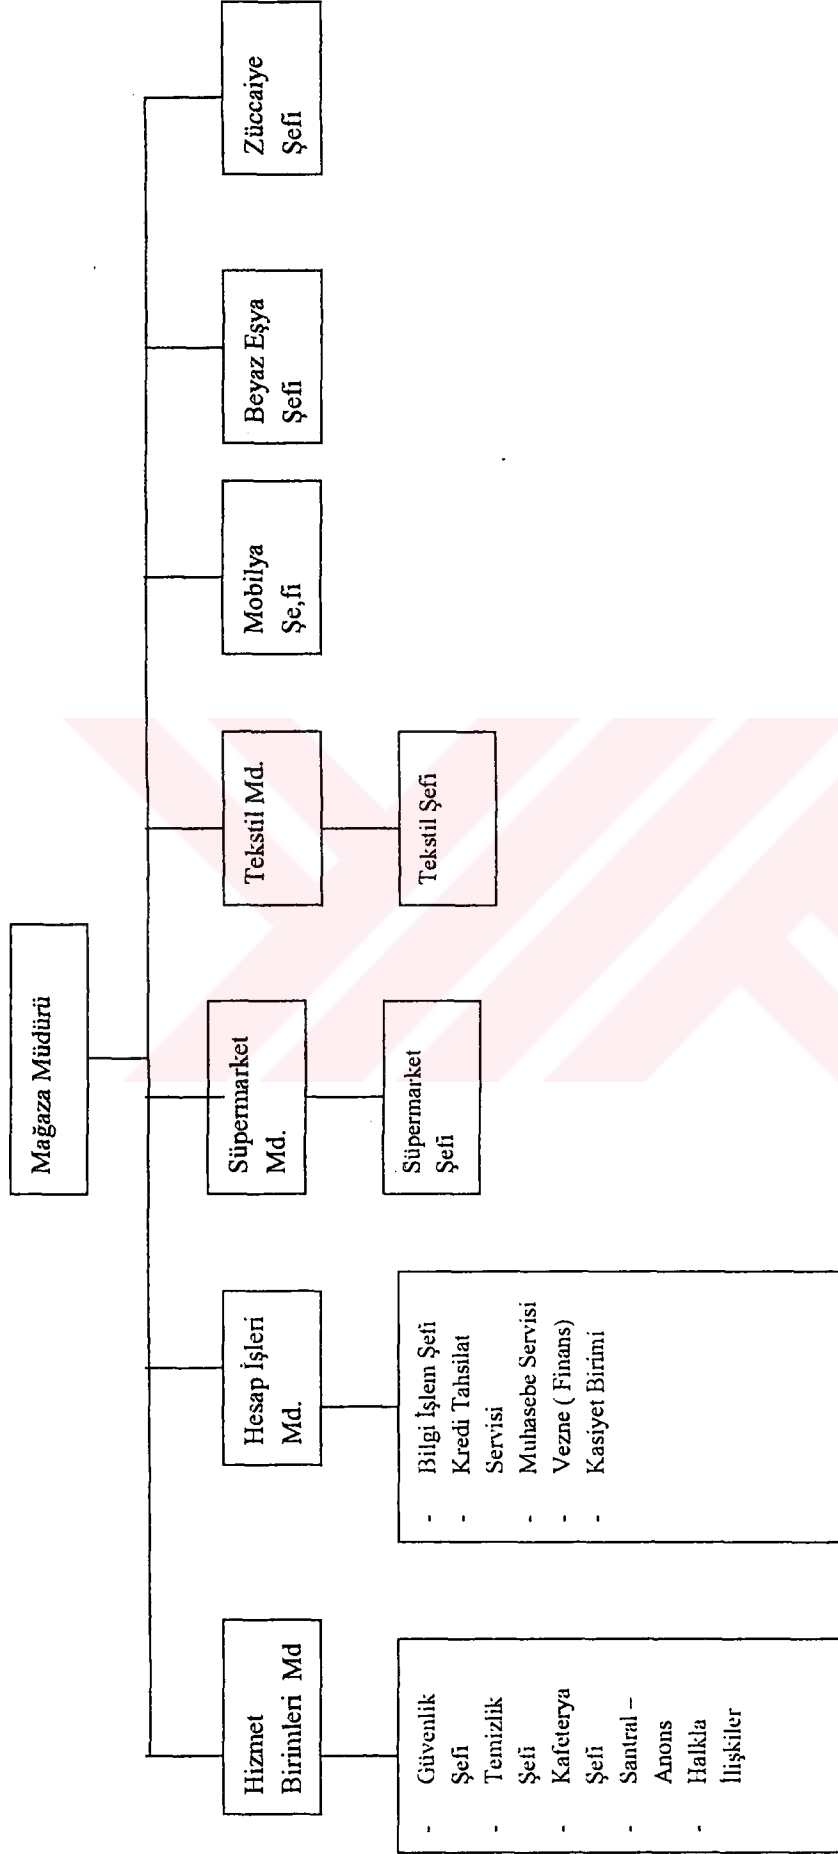 Mağaza Müdürü
Hizmet
Birimleri Md
Hesap İşleri
Md.
Süpermarket
Md.
Tekstil Md.
Mobilya
Şe,fi
Beyaz Eşya
Şefi
Züccaiye
Şefi
- Güvenlik
Şefi
- Temizlik
Şefi
- Kafeterya
Şefi
- Santral –
Anons
- Halkla
İlişkiler
- Bilgi İşlem Şefi
- Kredi Tahsilat
Servisi
- Muhasebe Servisi
- Vezne ( Finans)
- Kasiyet Birimi
Süpermarket
Şefi
Tekstil Şefi